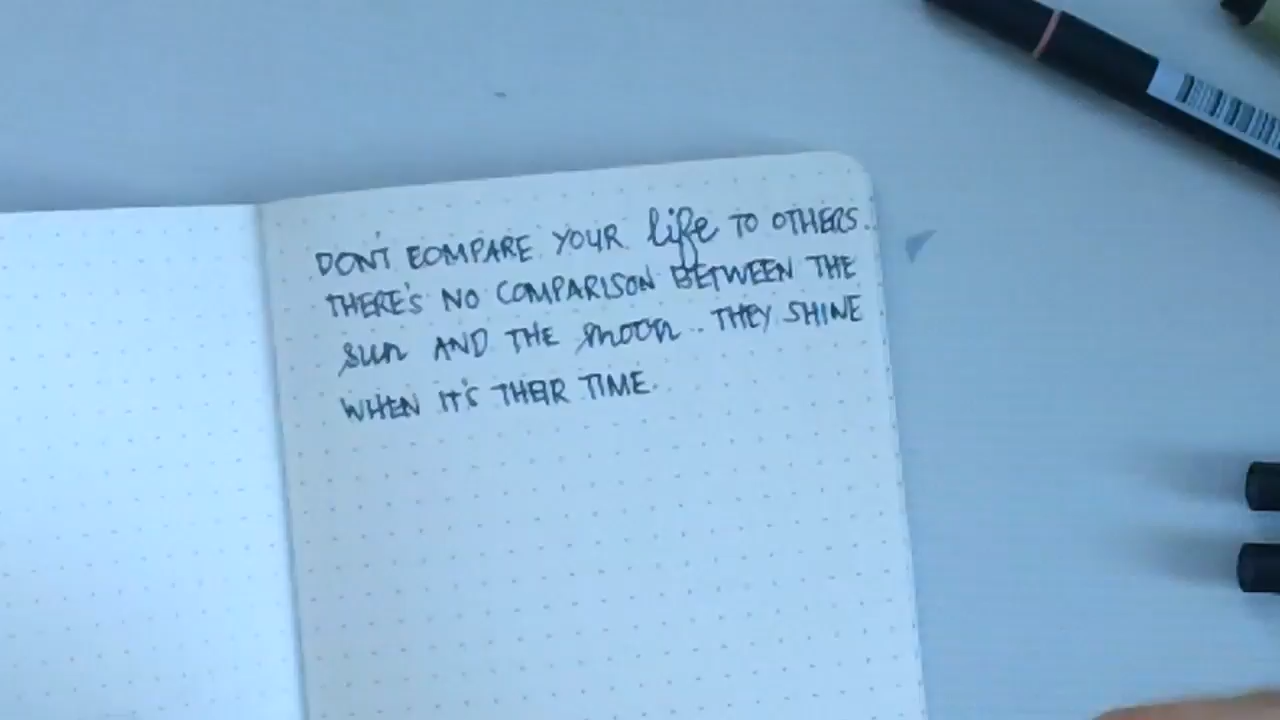 DON'T COMPARE YOUR life TO OTHERS.
THERE'S NO COMPARISON BETWEEN THE
sun AND THE moon.. THEY SHINE
WHEN IT'S THEIR TIME.